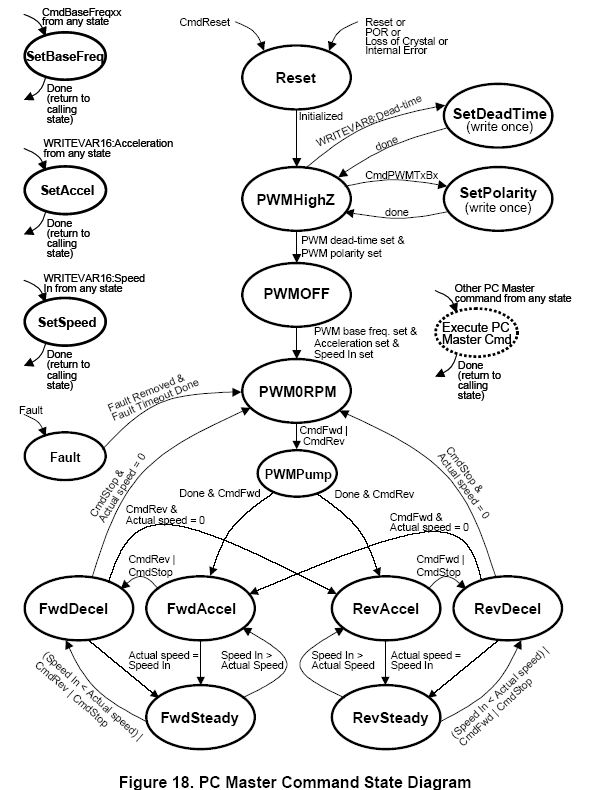 CmdBaseFreqxx
from any state
SetBaseFreq
Done
(return to
calling
state)
CmdReset
Reset or
POR or
Loss of Crystal or
Internal Error
Reset
Initialized
WRITEVAR8:Dead-time
done
SetDeadTime
(write once)
WRITEVAR16:Acceleration
from any state
SetAccel
Done
(return to
calling
state)
PWMHighZ
CmdPWMTxBx
done
SetPolarity
(write once)
PWM dead-time set &
PWM polarity set
WRITEVAR16:Speed
In from any state
SetSpeed
Done
(return to
calling
state)
PWMOFF
PWM base freq. set &
Acceleration set &
Speed In set
Other PC Master
command from any state
Execute PC
Master Cmd
Done
(return to
calling
state)
Fault
Fault
Fault Removed &
Fault Timeout Done
PWM0RPM
CmdFwd |
CmdRev
PWMPump
Done & CmdFwd
Done & CmdRev
CmdStop &
Actual speed = 0
CmdRev &
Actual speed = 0
CmdFwd &
Actual speed = 0
CmdStop &
Actual speed = 0
CmdRev |
CmdStop
CmdFwd |
CmdStop
FwdDecel
FwdAccel
RevAccel
RevDecel
Actual speed =
Speed In
Speed In >
Actual Speed
Speed In >
Actual Speed
Actual speed =
Speed In
(Speed In < Actual speed) |
CmdRev | CmdStop
FwdSteady
RevSteady
(Speed In < Actual speed) |
CmdFwd | CmdStop
Figure 18. PC Master Command State Diagram